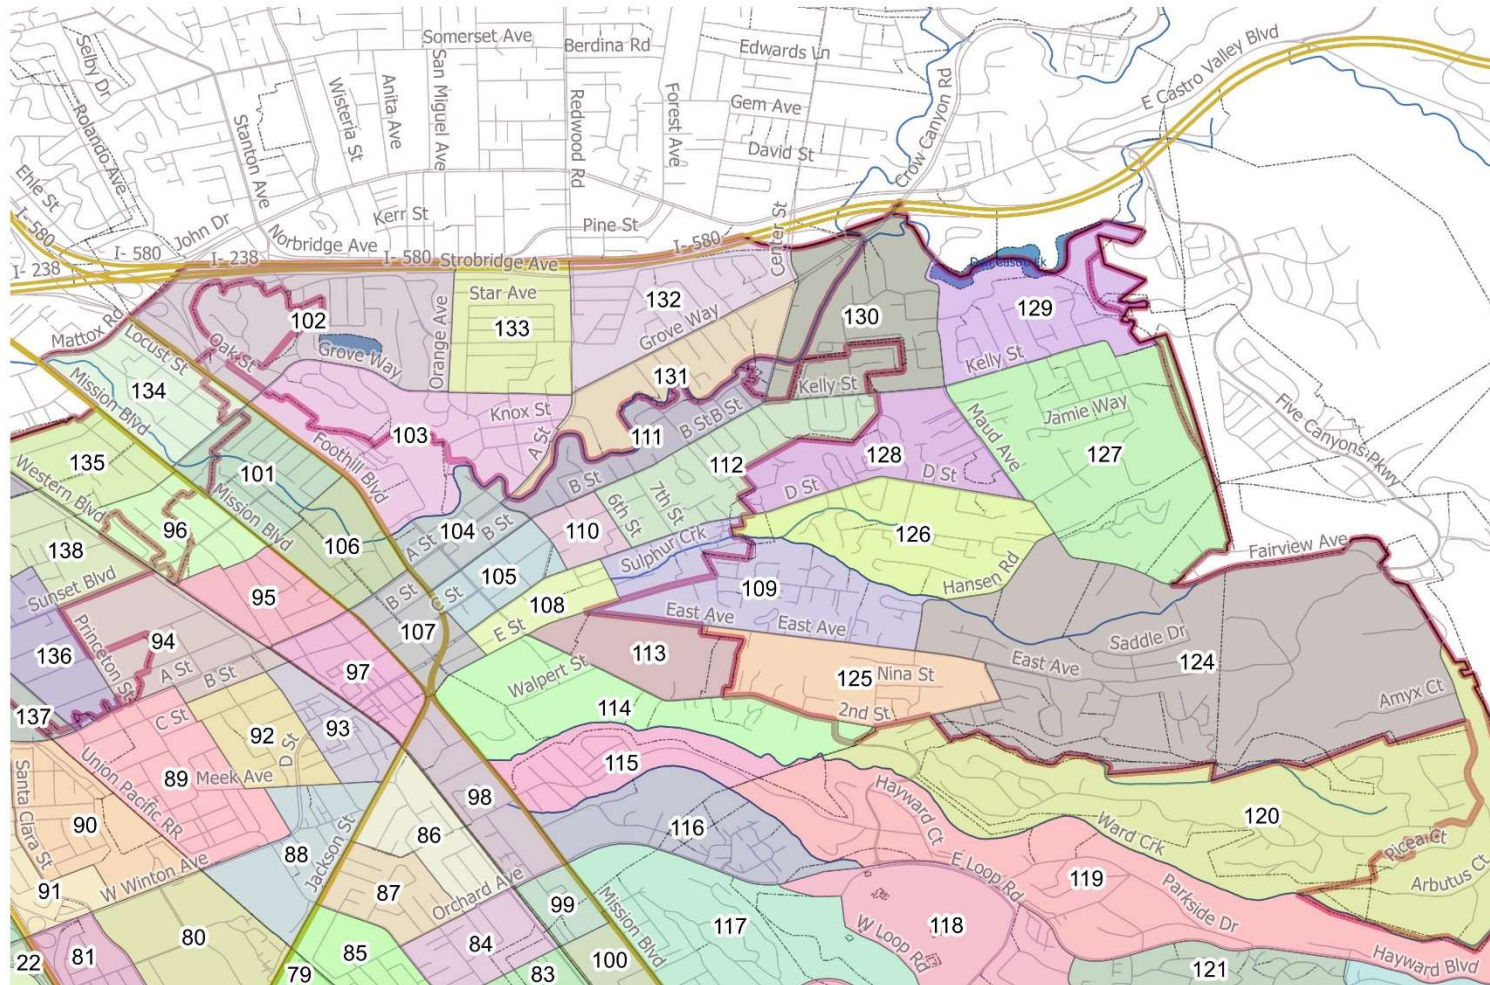 Somerset Ave
Berdina Rd
Edwards Ln
E Castro Valley Blvd
Selby Dr
San Miguel Ave
Anita Ave
Wisteria St
Redwood Rd
Forest Ave
Gem Ave
Crow Canyon Rd
Rolando Ave
Stanton Ave
David St
Ehle St
Kerr St
Pine St
Center St
John Dr
Norbridge Ave
I- 580
I- 580
I- 238
I- 238
I- 580
Strobridge Ave
I- 580
Star Ave
132
129
102
133
130
Mattox Rd
Locust St
Oak St
Grove Way
Orange Ave
Grove Way
Kelly St
131
Kelly St
134
Mission Blvd
Knox St
B St
B St
Maud Ave
Jamie Way
Five Canyons Pkwy
103
A St
111
135
Foothill Blvd
128
127
112
101
B St
D St
D St
Western Blvd
Mission Blvd
96
6th St
7th St
110
104
B St
126
138
106
A St
Sulphur Crk
Fairview Ave
Sunset Blvd
95
B St
C St
105
109
Hansen Rd
108
East Ave
East Ave
107
E St
136
Princeton St
94
A St
B St
97
Walpert St
113
125
Nina St
East Ave
Saddle Dr
124
Amyx Ct
137
C St
114
2nd St
92
93
D St
Union Pacific RR
89
Meek Ave
115
Santa Clara St
98
Hayward Ct
Ward Crk
120
90
86
116
Picea Ct
88
Jackson St
W Winton Ave
E Loop Rd
119
Parkside Dr
Arbutus Ct
91
87
Orchard Ave
99
Mission Blvd
117
118
W Loop Rd
80
Hayward Blvd
22
81
79
85
84
83
100
121